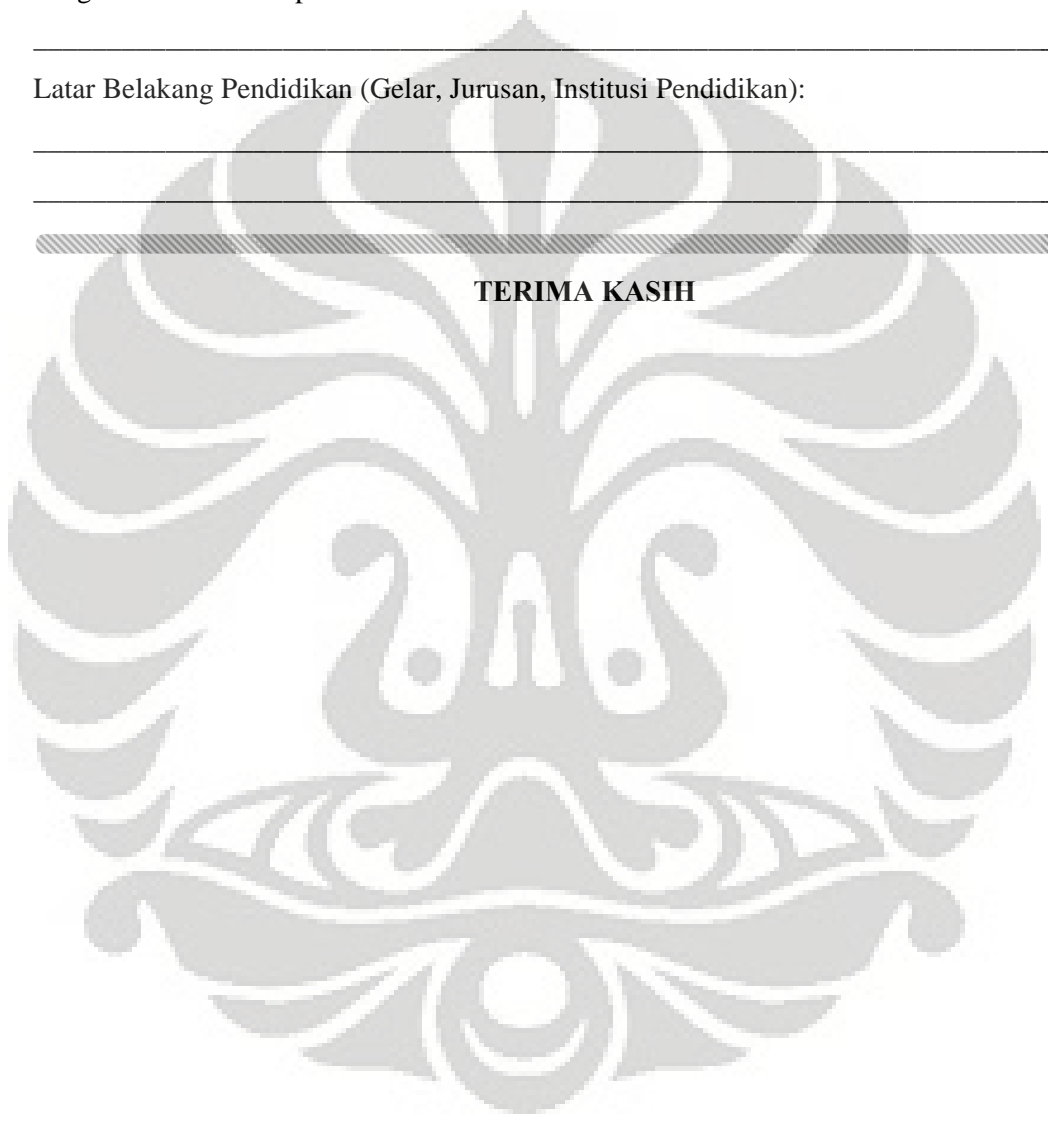 Latar Belakang Pendidikan (Gelar, Jurusan, Institusi Pendidikan):
TERIMA KASIH